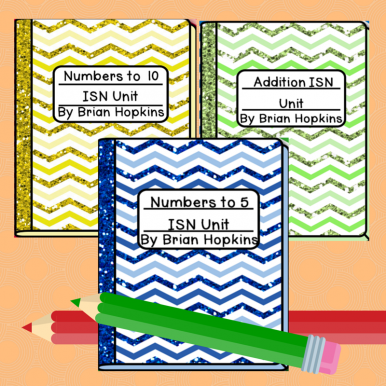 Numbers to 10
ISN Unit
By Brian Hopkins
Addition ISN
Unit
By Brian Hopkins
Numbers to 5
ISN Unit
By Brian Hopkins